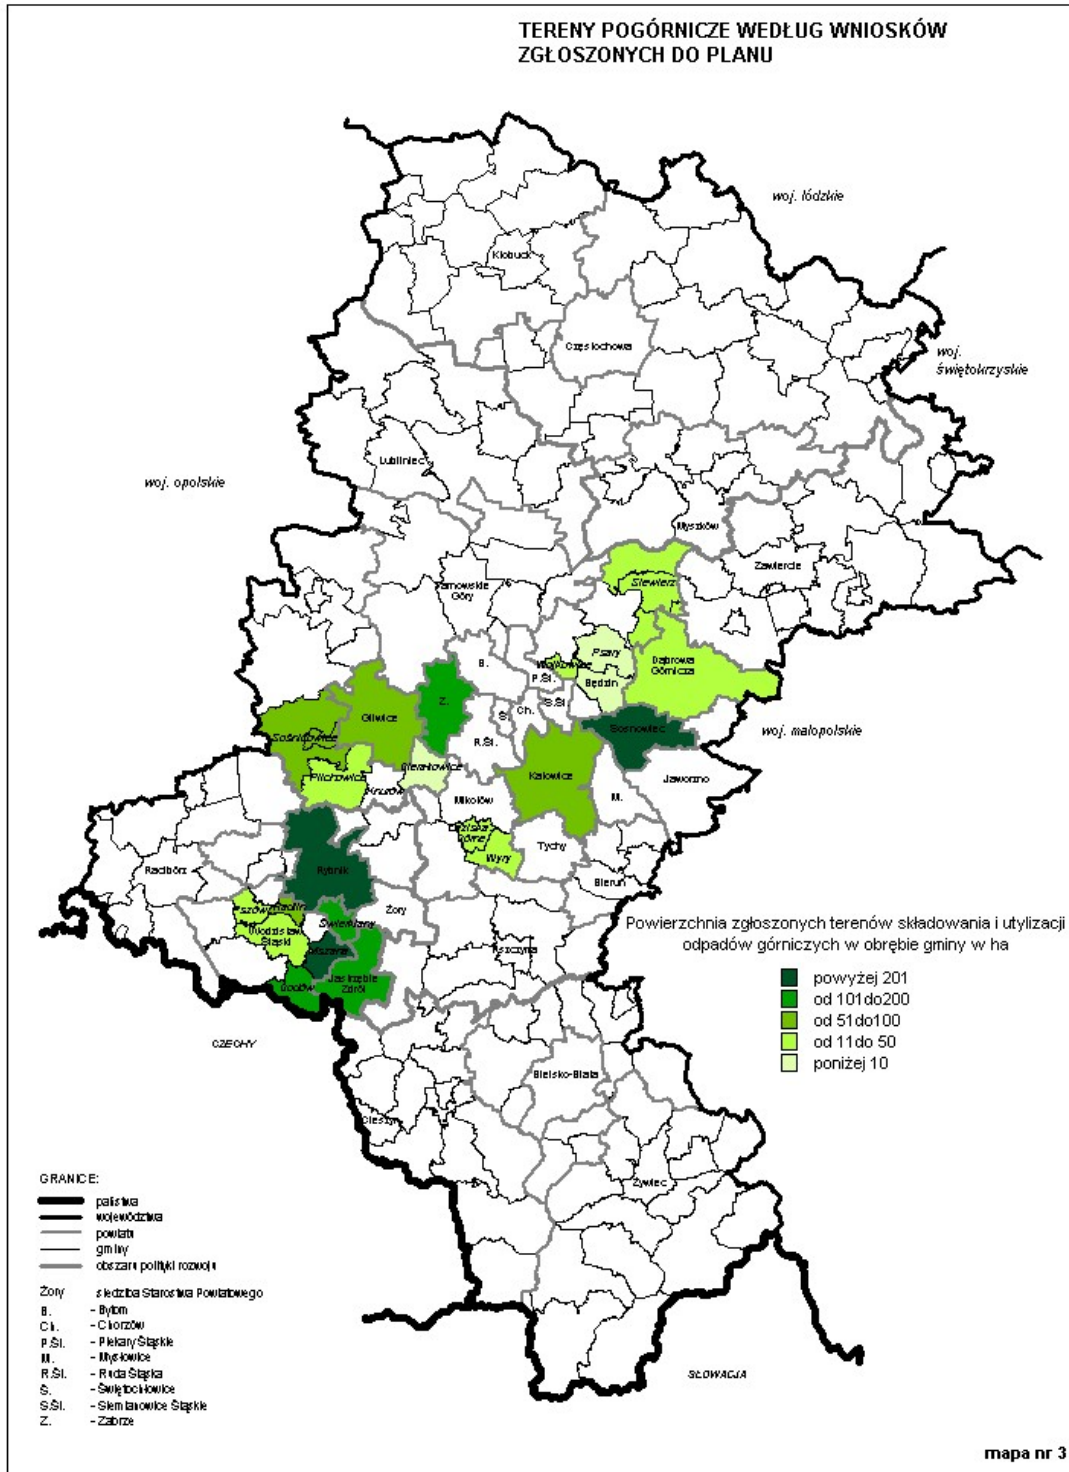 TERENY POGÓRNICZE WEDŁUG WNIOSKÓW
ZGŁOSZONYCH DO PLANU
woj. łódzkie
Kłobuck
Częstochowa
woj.
świętokrzyskie
Lubliniec
woj. opolskie
Myszków
Zawiercie
Siewierz
Tarnowskie
Góry
Psary
Wojkowice
Będzin
Dąbrowa
Górnicza
B.
P.Śl.
Z.
Ch.
S.Śl.
Ś.
R.Śl.
Gliwice
Sośnicowice
Sosnowiec
woj. małopolskie
Gierałtowice
Pilchowice
Knurów
Katowice
Jaworzno
Mikołów
M.
Łaziska
Górne
Wyry
Tychy
Bieruń
Racibórz
Rybnik
Żory
Radlin
Świerklany
Wodzisław
Śląski
Jastrzębie
Zdrój
Godów
Pszczyna
Powierzchnia zgłoszonych terenów składowania i utylizacji
odpadów górniczych w obrębie gminy w ha
powyżej 201
od 101do200
od 51do100
od 11do 50
poniżej 10
CZECHY
Bielsko-Biała
Cieszyn
Żywiec
GRANICE:
państwa
województwa
powiatu
gminy
obszaru polityki rozwoju
Żory siedziba Starostwa Powiatowego
B. - Bytom
Ch. - Chorzów
P.Śl. - Piekary Śląskie
M. - Mysłowice
R.Śl. - Ruda Śląska
Ś. - Świętochłowice
S.Śl. - Siemianowice Śląskie
Z. - Zabrze
SŁOWACJA
mapa nr 3